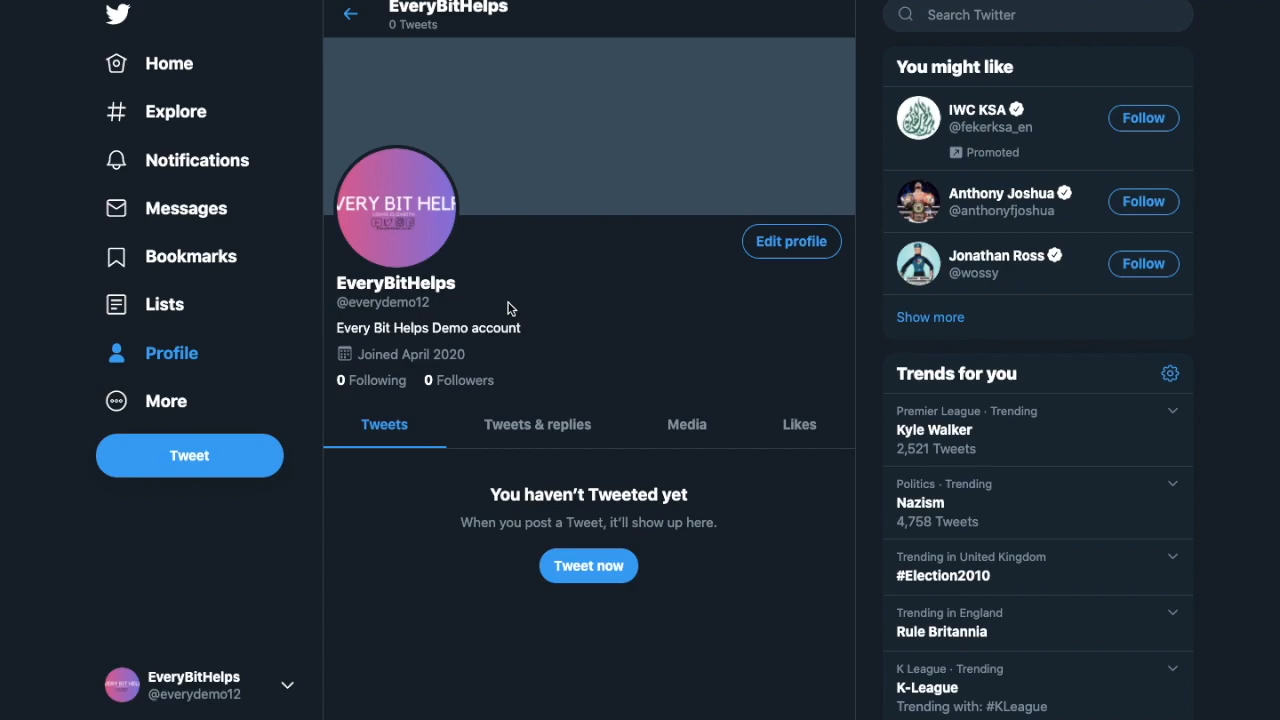 Home
Explore
Notifications
Messages
Bookmarks
Lists
Profile
More
Tweet
EveryBitHelps
@everydemo12
EveryBitHelps
0 Tweets
VERY BIT HELP
Edit profile
EveryBitHelps
@everydemo12
Every Bit Helps Demo account
Joined April 2020
0 Following 0 Followers
Tweets Tweets & replies Media Likes
You haven't Tweeted yet
When you post a Tweet, it'll show up here.
Tweet now
Search Twitter
You might like
IWC KSA
@fekerksa_en
Follow
Promoted
Anthony Joshua
@anthonyfjoshua
Follow
Jonathan Ross
@wossy
Follow
Show more
Trends for you
Premier League · Trending
Kyle Walker
2,521 Tweets
Politics · Trending
Nazism
4,758 Tweets
Trending in United Kingdom
#Election2010
Trending in England
Rule Britannia
K League · Trending
K-League
Trending with: #KLeague